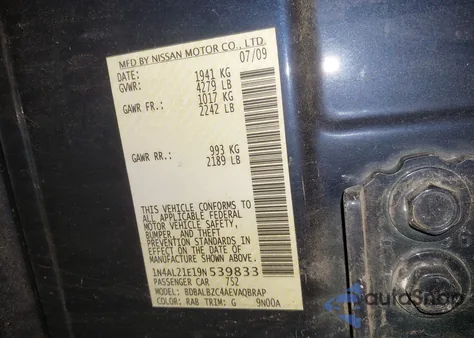 MFD BY NISSAN MOTOR CO., LTD.
DATE: 07/09
GVWR: 1941 KG
4279 LB
GAWR FR.: 1017 KG
2242 LB
GAWR RR.: 993 KG
2189 LB
THIS VEHICLE CONFORMS TO
ALL APPLICABLE FEDERAL
MOTOR VEHICLE SAFETY,
BUMPER, AND THEFT
PREVENTION STANDARDS IN
EFFECT ON THE DATE OF
MANUFACTURE SHOWN ABOVE.
1N4AL21E19N539833
PASSENGER CAR 752
MODEL: BDBALBZC4AEVAQBRAP
COLOR: RAB TRIM: G 9N00A
autoSnap